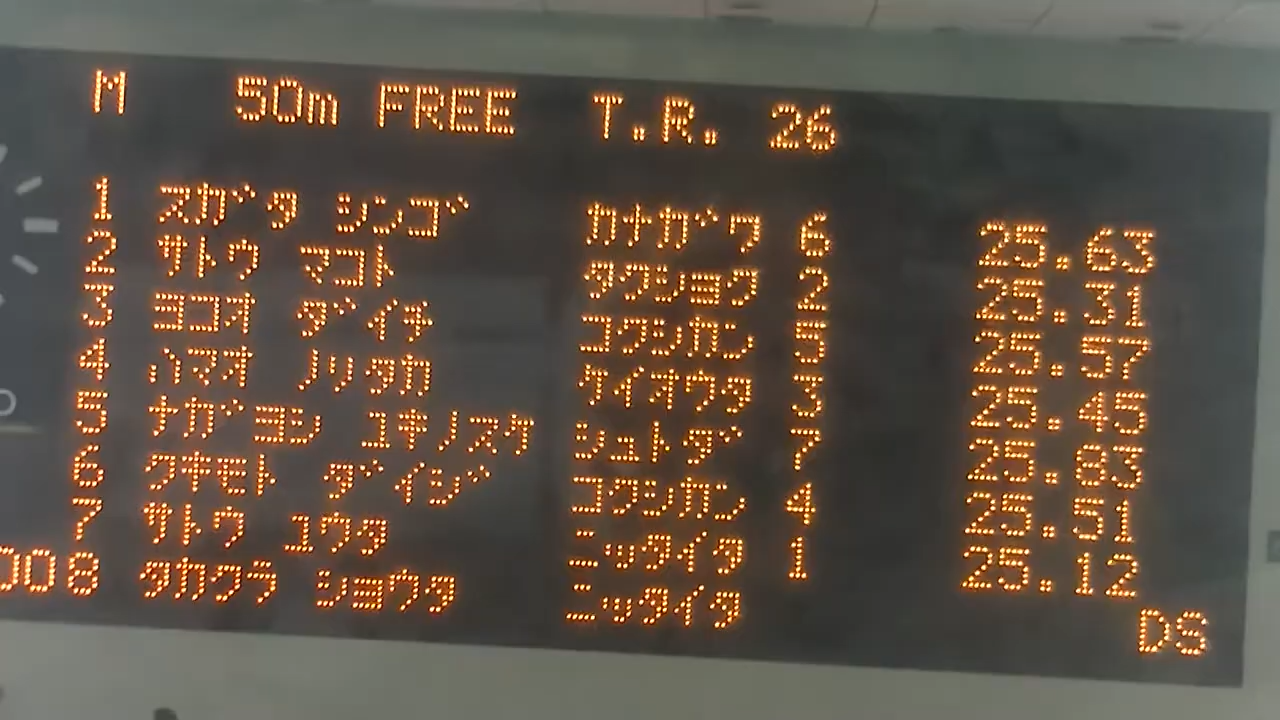 M 50m FREE T.R. 26
1 スガタ シンゴ カナガワ 6 25.63
2 サトウ マコト タクショク 2 25.31
3 ヨコオ ダイチ コクシカン 5 25.57
4 ハマオ ノリタカ ケイオウタ 3 25.45
5 ナガヨシ ユキノスケ シュトダ 7 25.83
6 クキモト ダイジ コクシカン 4 25.51
7 サトウ ユウタ ニッタイタ 1 25.12
008 タカクラ ショウタ ニッタイタ DS